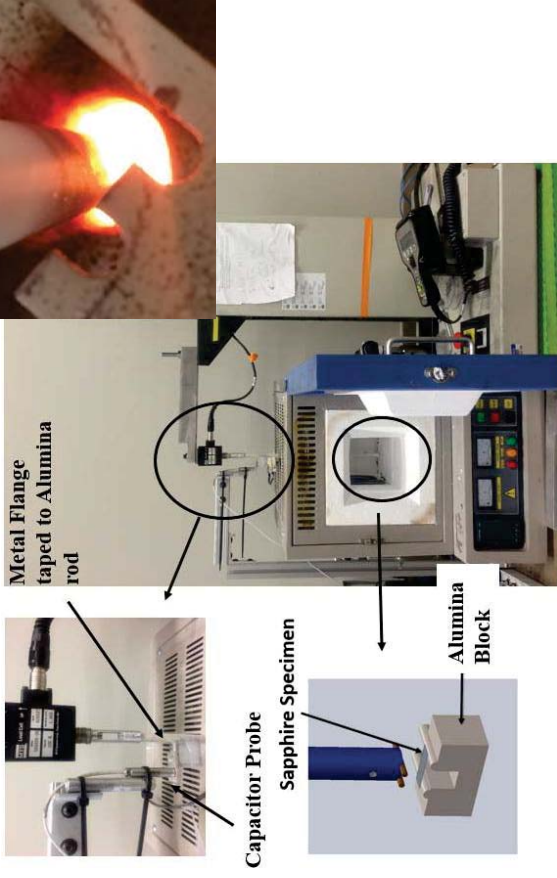 Metal Flange
taped to Alumina
rod
Capacitor Probe
Sapphire Specimen
Alumina
Block